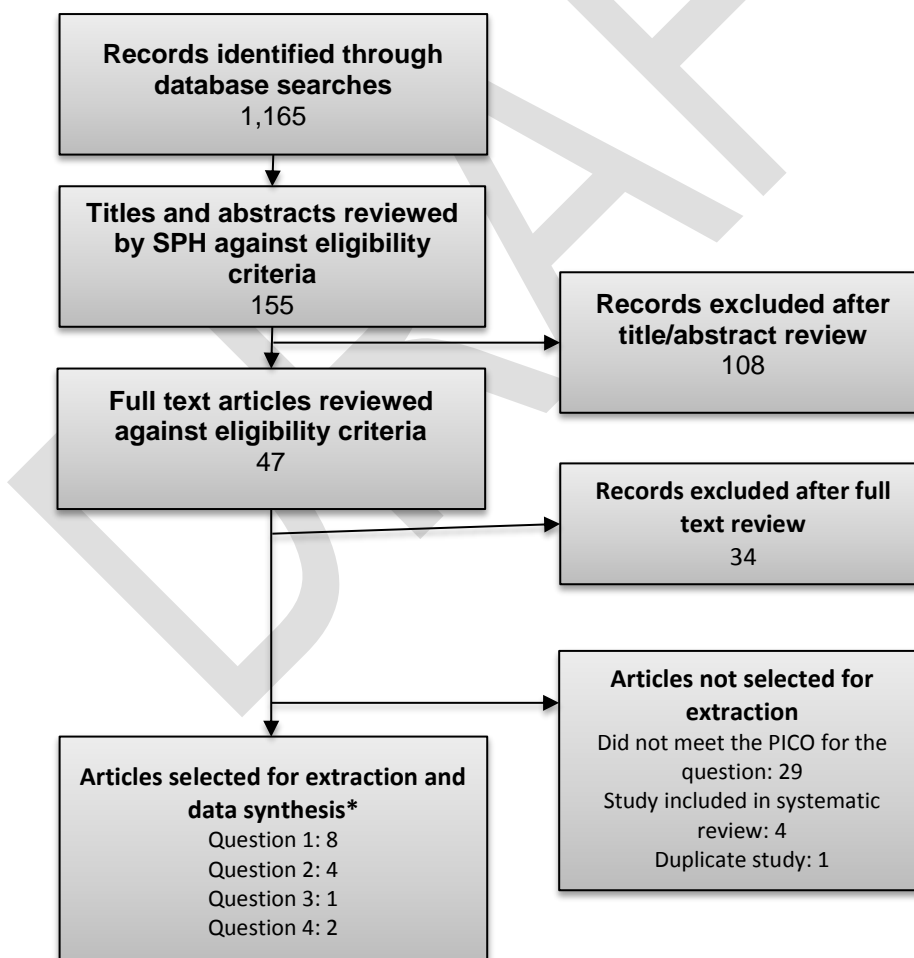 Records identified through
database searches
1,165
Titles and abstracts reviewed
by SPH against eligibility
criteria
155
Records excluded after
title/abstract review
108
Full text articles reviewed
against eligibility criteria
47
Records excluded after full
text review
34
Articles not selected for
extraction
Did not meet the PICO for the
question: 29
Study included in systematic
review: 4
Duplicate study: 1
Articles selected for extraction and
data synthesis*
Question 1: 8
Question 2: 4
Question 3: 1
Question 4: 2